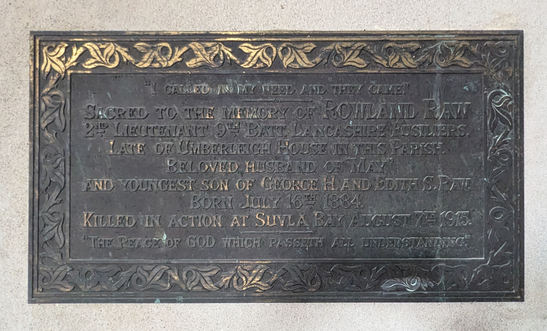 "I CALLED IN MY NEED AND THEY CAME"
SACRED TO THE MEMORY OF ROWLAND RAW
2ND LIEUTENANT 9TH BATT. LANCASHIRE FUSILIERS.
LATE OF UMBERLEIGH HOUSE IN THIS PARISH.
BELOVED HUSBAND OF "MAY"
AND YOUNGEST SON OF GEORGE H. AND EDITH S. RAW.
BORN JULY 16TH 1884.
KILLED IN ACTION AT SUVLA BAY AUGUST 7TH 1915.
"THE PEACE OF GOD WHICH PASSETH ALL UNDERSTANDING."